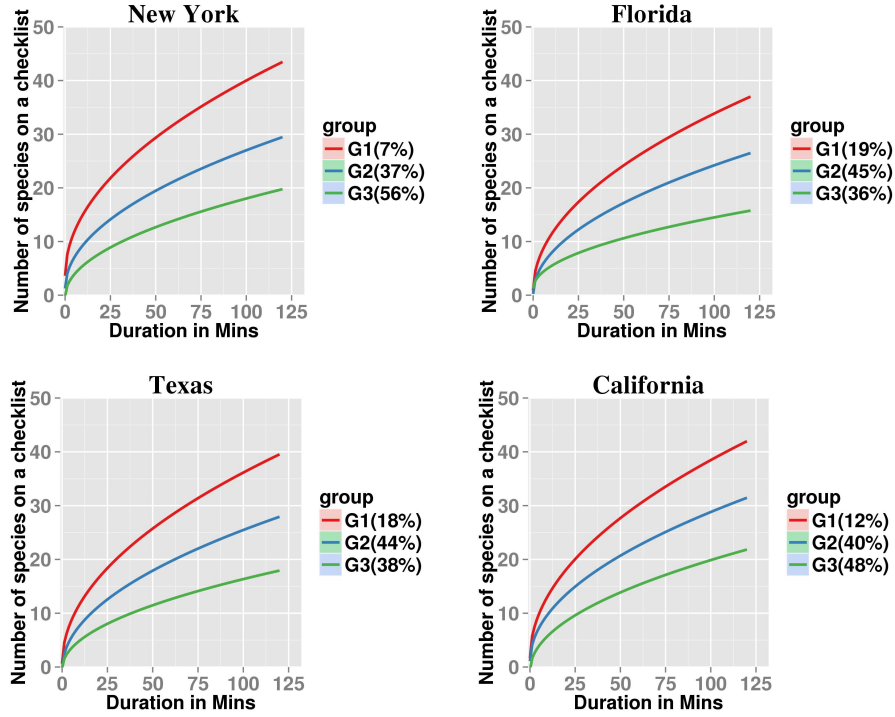 New York
Number of species on a checklist
50
40
30
20
10
0
0 25 50 75 100 125
Duration in Mins
group
G1(7%)
G2(37%)
G3(56%)
Florida
Number of species on a checklist
50
40
30
20
10
0
0 25 50 75 100 125
Duration in Mins
group
G1(19%)
G2(45%)
G3(36%)
Texas
Number of species on a checklist
50
40
30
20
10
0
0 25 50 75 100 125
Duration in Mins
group
G1(18%)
G2(44%)
G3(38%)
California
Number of species on a checklist
50
40
30
20
10
0
0 25 50 75 100 125
Duration in Mins
group
G1(12%)
G2(40%)
G3(48%)